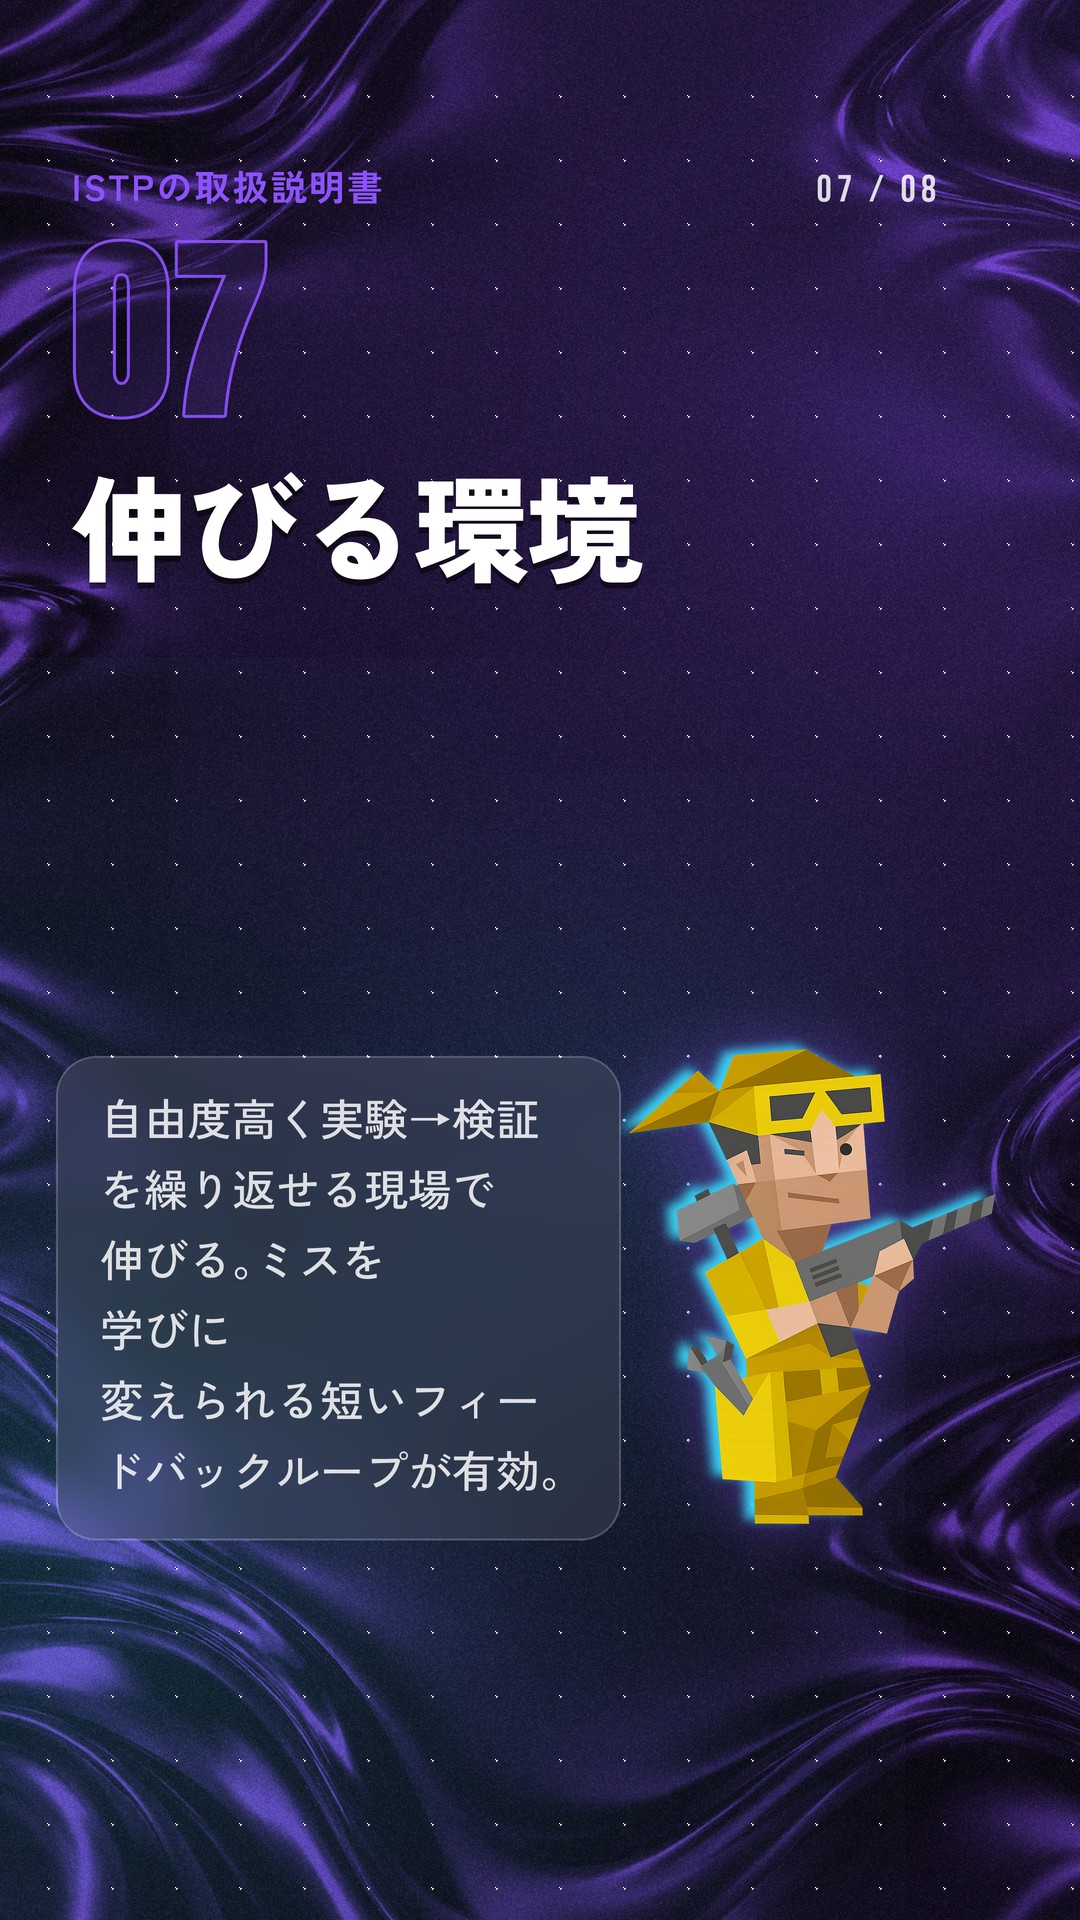 ISTPの取扱説明書
07 / 08
07
伸びる環境
自由度高く実験→検証
を繰り返せる現場で
伸びる。ミスを
学びに
変えられる短いフィー
ドバックループが有効。